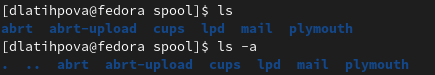 [dlatihpova@fedora spool]$ ls
abrt abrt-upload cups lpd mail plymouth
[dlatihpova@fedora spool]$ ls -a
. .. abrt abrt-upload cups lpd mail plymouth